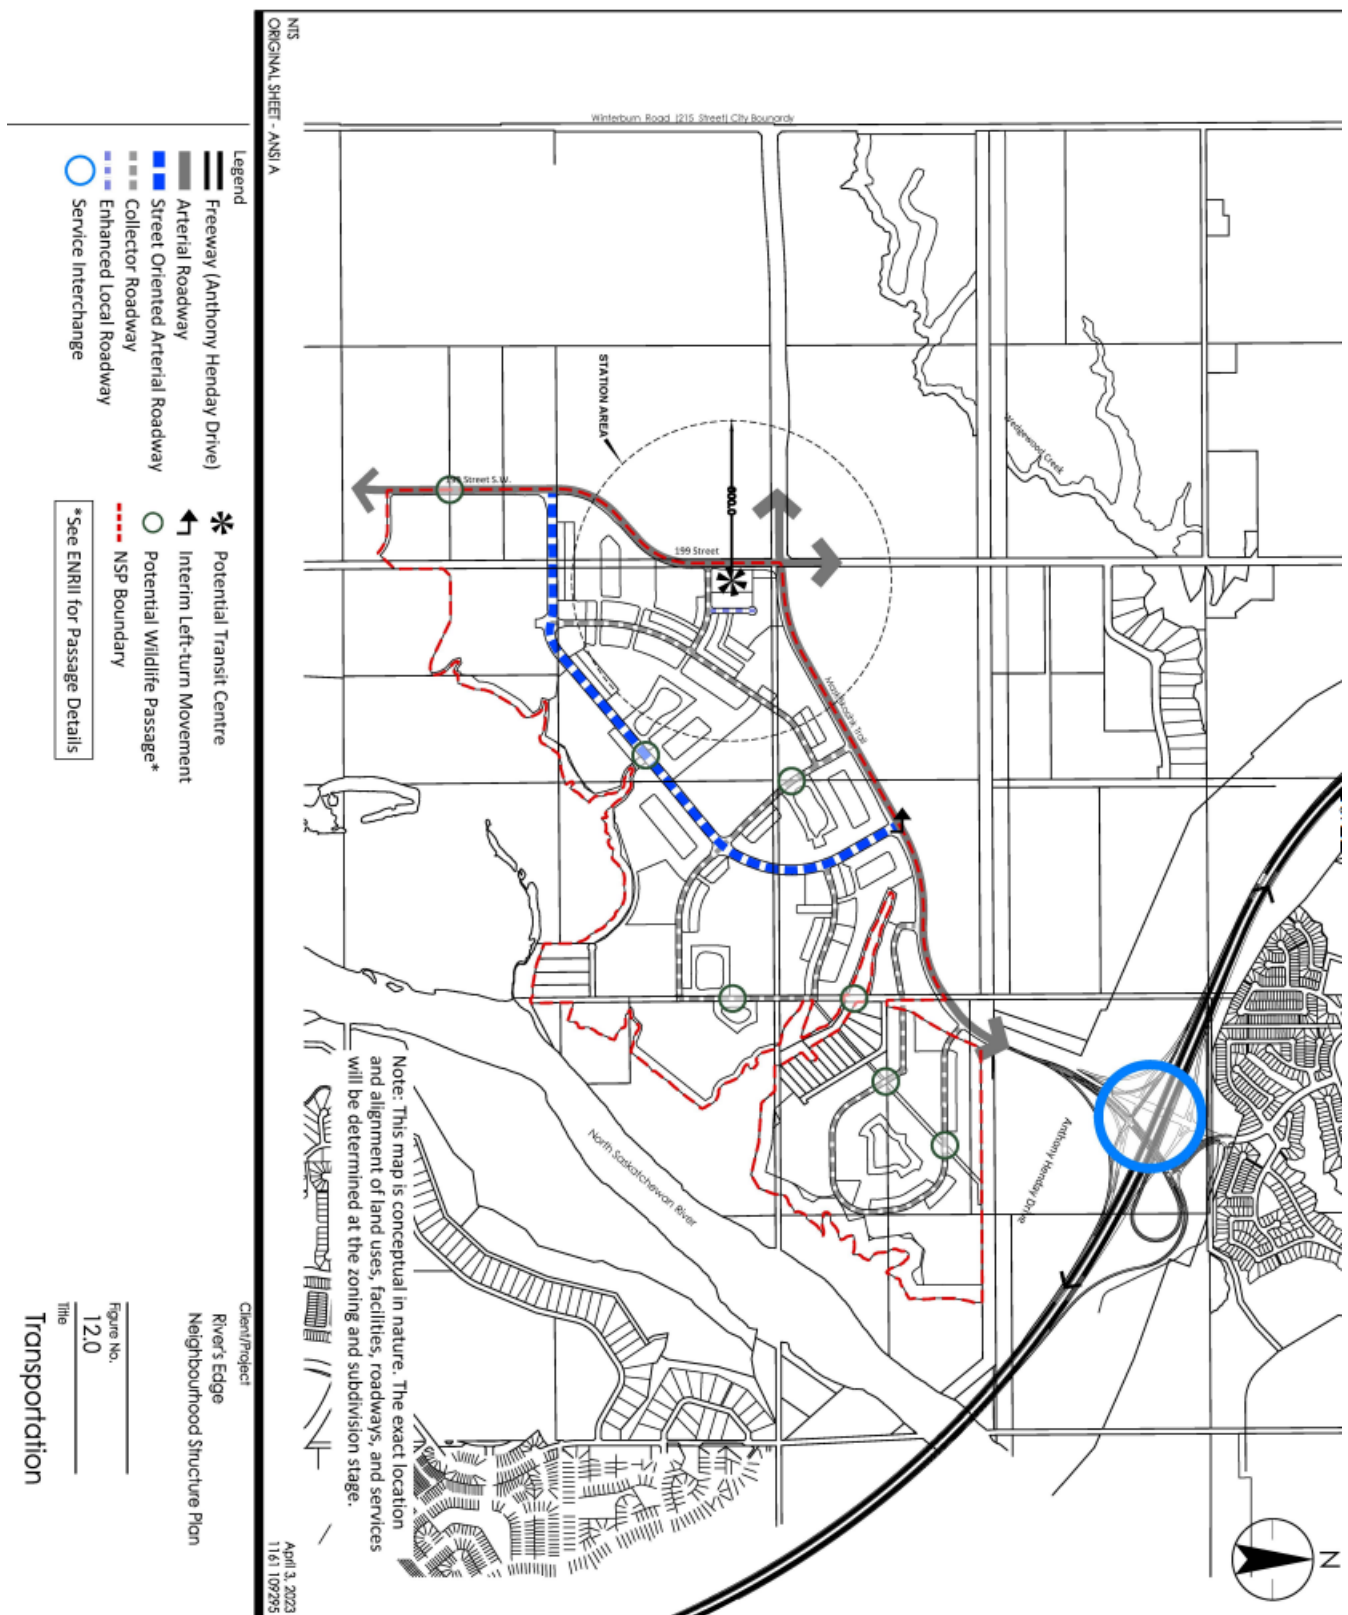 Winterburn Road (215 Street) City Boundary
Wedgewood Creek
STATION AREA
600.0
199 Street S.W.
199 Street
Maskêkosihk Trail
Anthony Henday Drive
North Saskatchewan River
N
Note: This map is conceptual in nature. The exact location
and alignment of land uses, facilities, roadways, and services
will be determined at the zoning and subdivision stage.
NTS
ORIGINAL SHEET - ANSI A
April 3, 2023
1161 109295
Legend
Freeway (Anthony Henday Drive)
Arterial Roadway
Street Oriented Arterial Roadway
Collector Roadway
Enhanced Local Roadway
Service Interchange
Potential Transit Centre
Interim Left-turn Movement
Potential Wildlife Passage*
NSP Boundary
*See ENRII for Passage Details
Client/Project
River's Edge
Neighbourhood Structure Plan
Figure No.
12.0
Title
Transportation